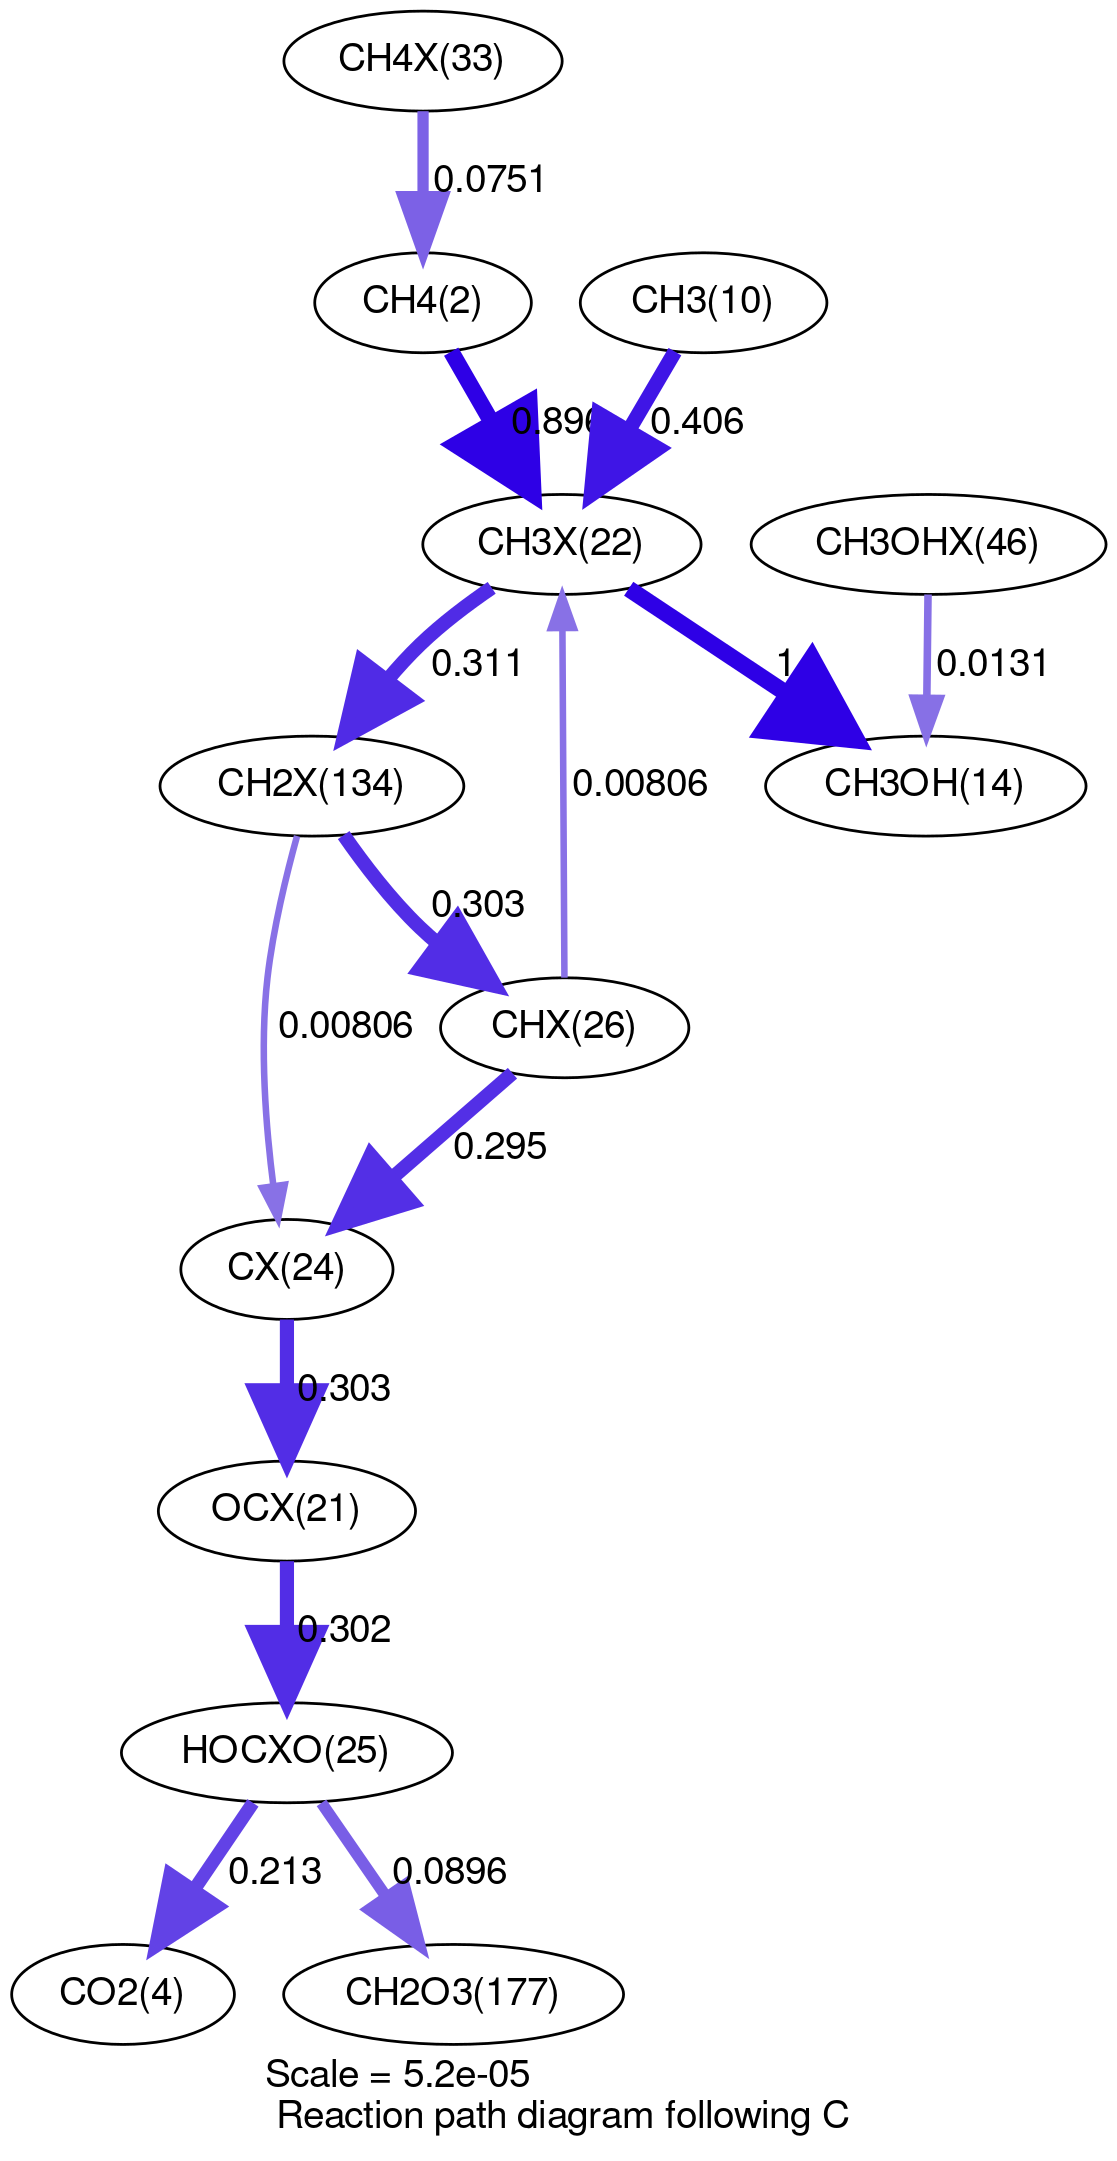 CH4X(33)
0.0751
CH4(2)
CH3(10)
0.896
0.406
CH3X(22)
CH3OHX(46)
0.311
1
0.0131
CH2X(134)
0.00806
CH3OH(14)
0.303
0.00806
CHX(26)
0.295
CX(24)
0.303
OCX(21)
0.302
HOCXO(25)
0.213
0.0896
CO2(4)
CH2O3(177)
Scale = 5.2e-05
Reaction path diagram following C